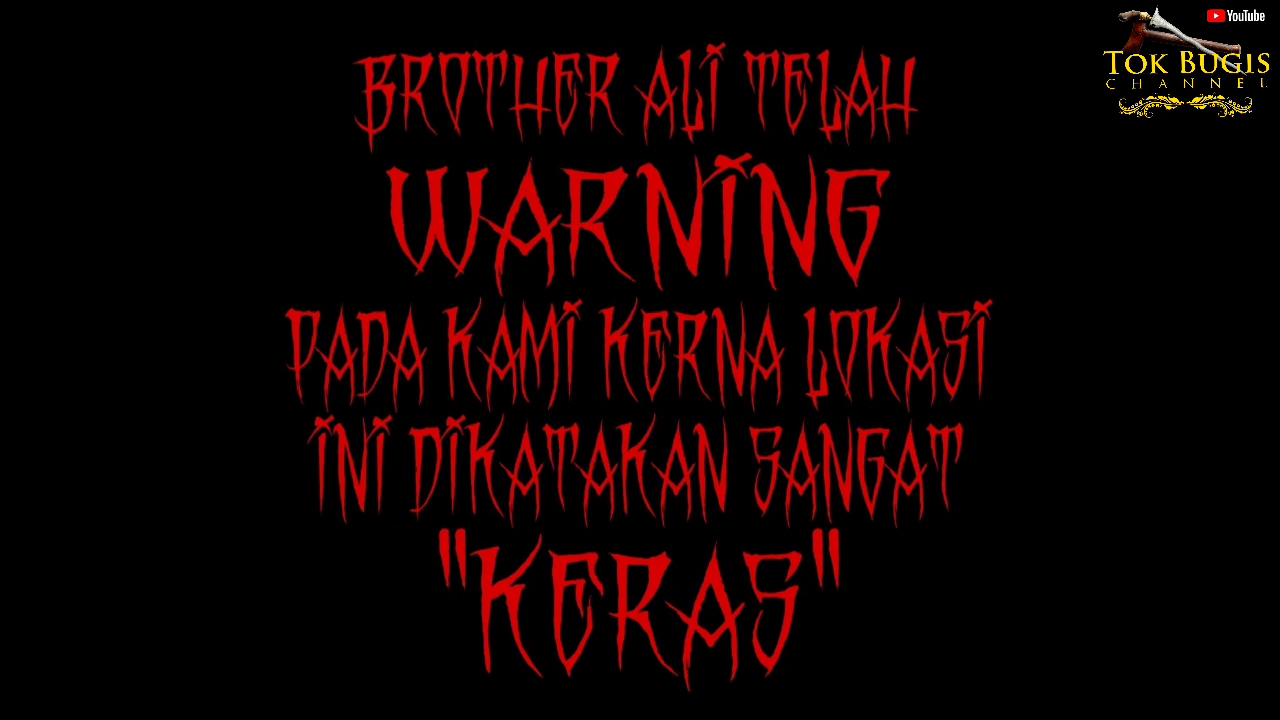 YouTube
TOK BUGIS
CHANNEL
BROTHER ALI TELAH
WARNING
PADA KAMI KERNA LOKASI
INI DIKATAKAN SANGAT
"KERAS"